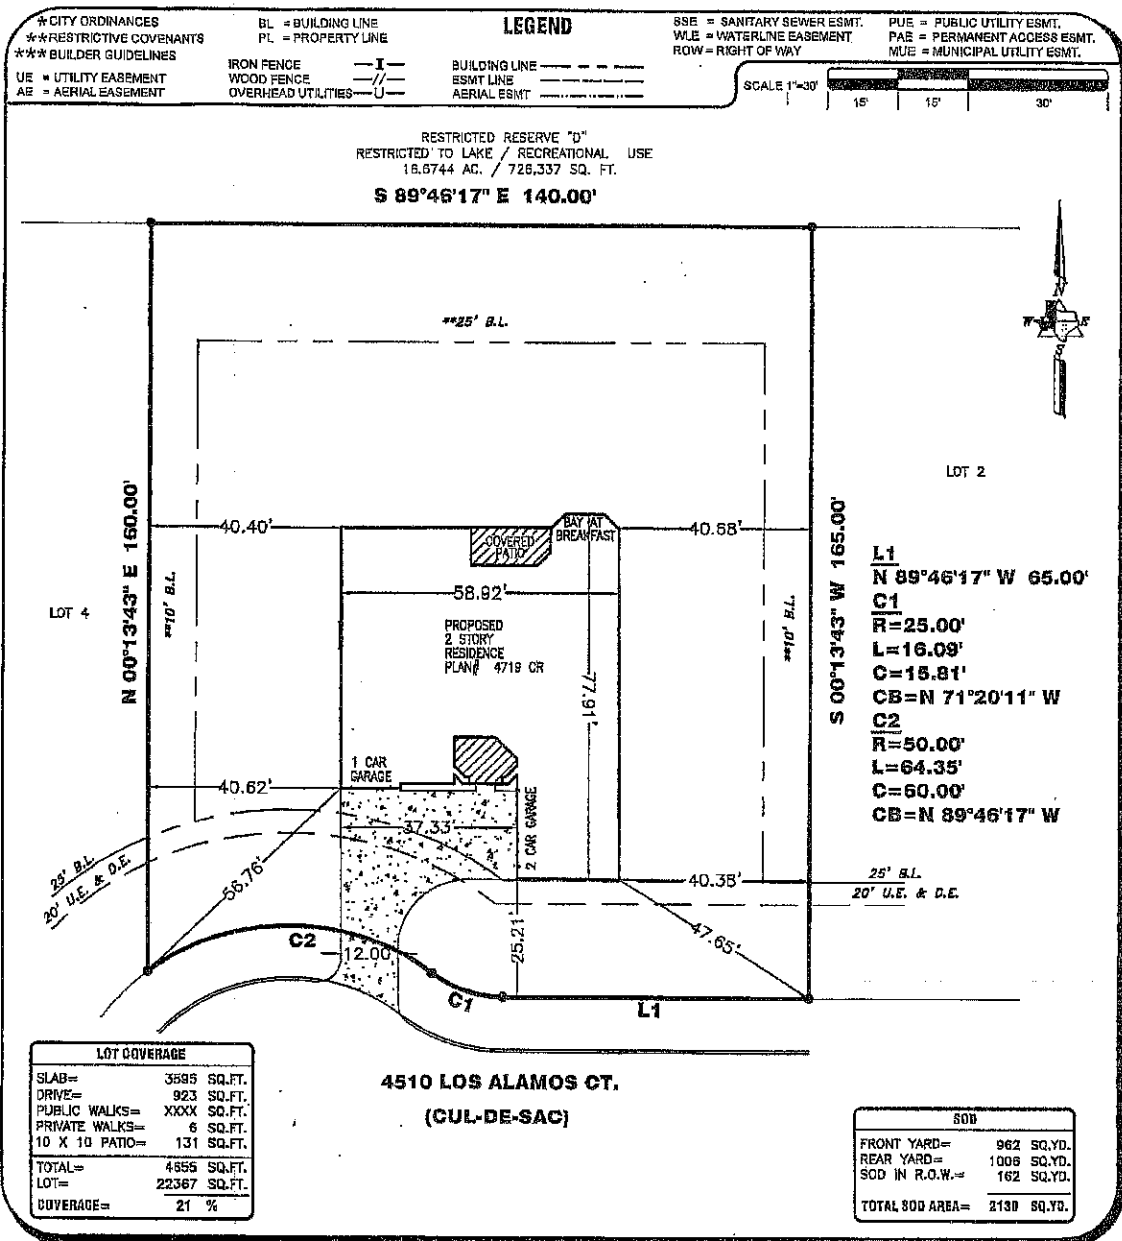 *CITY ORDINANCES
**RESTRICTIVE COVENANTS
***BUILDER GUIDELINES
UE = UTILITY EASEMENT
AE = AERIAL EASEMENT
BL = BUILDING LINE
PL = PROPERTY LINE
IRON FENCE —I—
WOOD FENCE —//—
OVERHEAD UTILITIES —U—
LEGEND
BUILDING LINE
ESMT LINE
AERIAL ESMT
SSE = SANITARY SEWER ESMT.
WLE = WATERLINE EASEMENT
ROW = RIGHT OF WAY
PUE = PUBLIC UTILITY ESMT.
PAE = PERMANENT ACCESS ESMT.
MUE = MUNICIPAL UTILITY ESMT.
SCALE 1"=30'
15' 15' 30'
RESTRICTED RESERVE "D"
RESTRICTED TO LAKE / RECREATIONAL USE
16.6744 AC. / 726,337 SQ. FT.
S 89°46'17" E 140.00'
N
W E
S
**25' B.L.
LOT 2
N 00°13'43" E 160.00'
40.40'
COVERED
PATIO
BAY AT
BREAKFAST
40.68'
S 00°13'43" W 165.00'
LOT 4
**10' B.L.
58.92'
**10' B.L.
PROPOSED
2 STORY
RESIDENCE
PLAN# 4719 CR
77.91'
L1
N 89°46'17" W 65.00'
C1
R=25.00'
L=16.09'
C=15.81'
CB=N 71°20'11" W
C2
R=50.00'
L=64.35'
C=60.00'
CB=N 89°46'17" W
1 CAR
GARAGE
40.62'
37.33'
2 CAR GARAGE
25' B.L.
20' U.E. & D.E.
56.76'
40.38'
25' B.L.
20' U.E. & D.E.
C2
12.00
25.21'
47.65'
C1
L1
4510 LOS ALAMOS CT.
(CUL-DE-SAC)
LOT COVERAGE
SLAB= 3595 SQ.FT.
DRIVE= 923 SQ.FT.
PUBLIC WALKS= XXXX SQ.FT.
PRIVATE WALKS= 6 SQ.FT.
10 X 10 PATIO= 131 SQ.FT.
TOTAL= 4655 SQ.FT.
LOT= 22367 SQ.FT.
COVERAGE= 21 %
SOD
FRONT YARD= 962 SQ.YD.
REAR YARD= 1006 SQ.YD.
SOD IN R.O.W.= 162 SQ.YD.
TOTAL SOD AREA= 2130 SQ.YD.